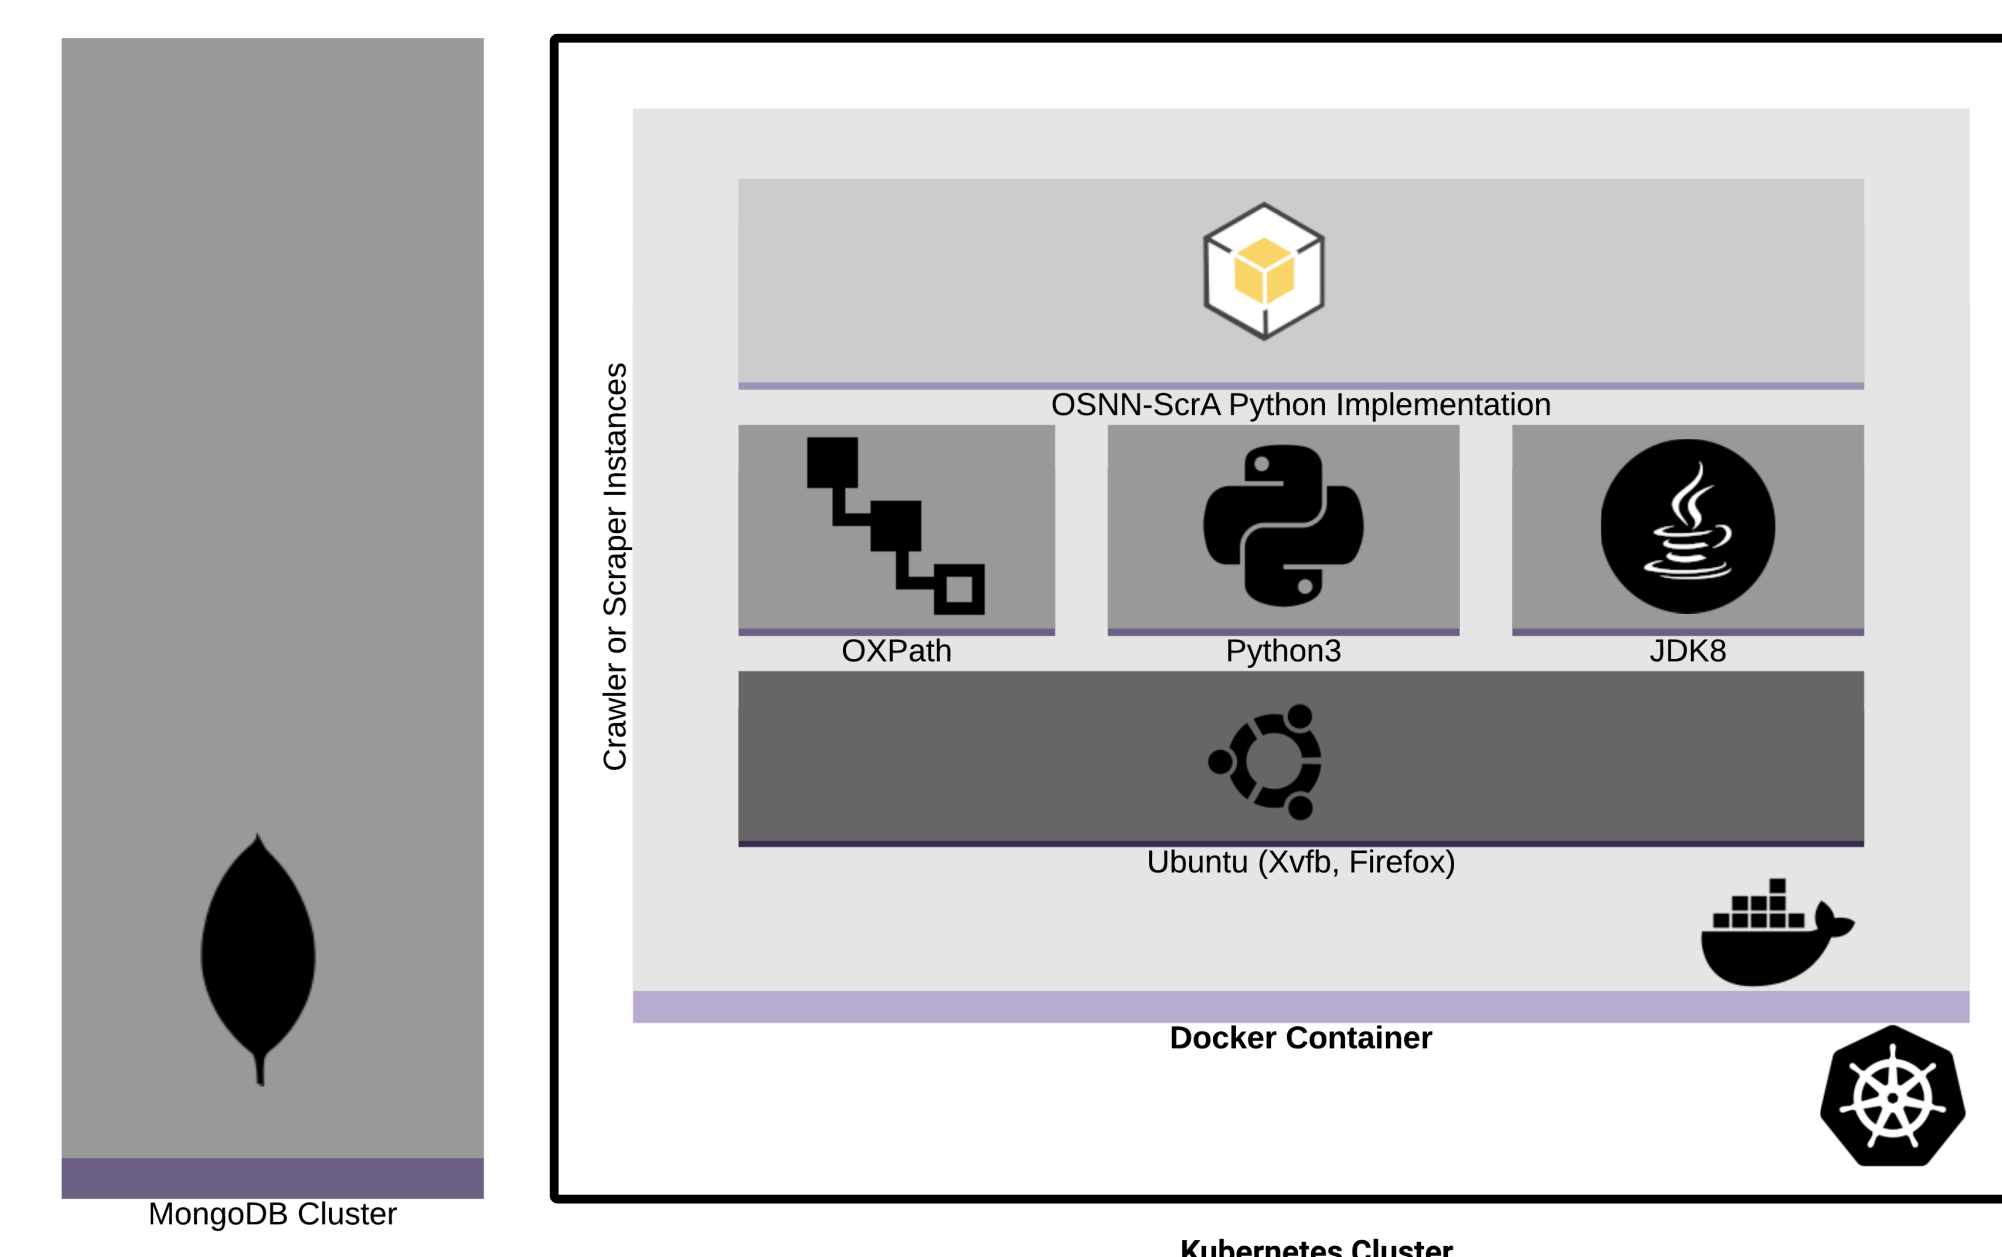 Crawler or Scraper Instances
OSNN-ScrA Python Implementation
OXPath
Python3
JDK8
Ubuntu (Xvfb, Firefox)
Docker Container
MongoDB Cluster
Kubernetes Cluster